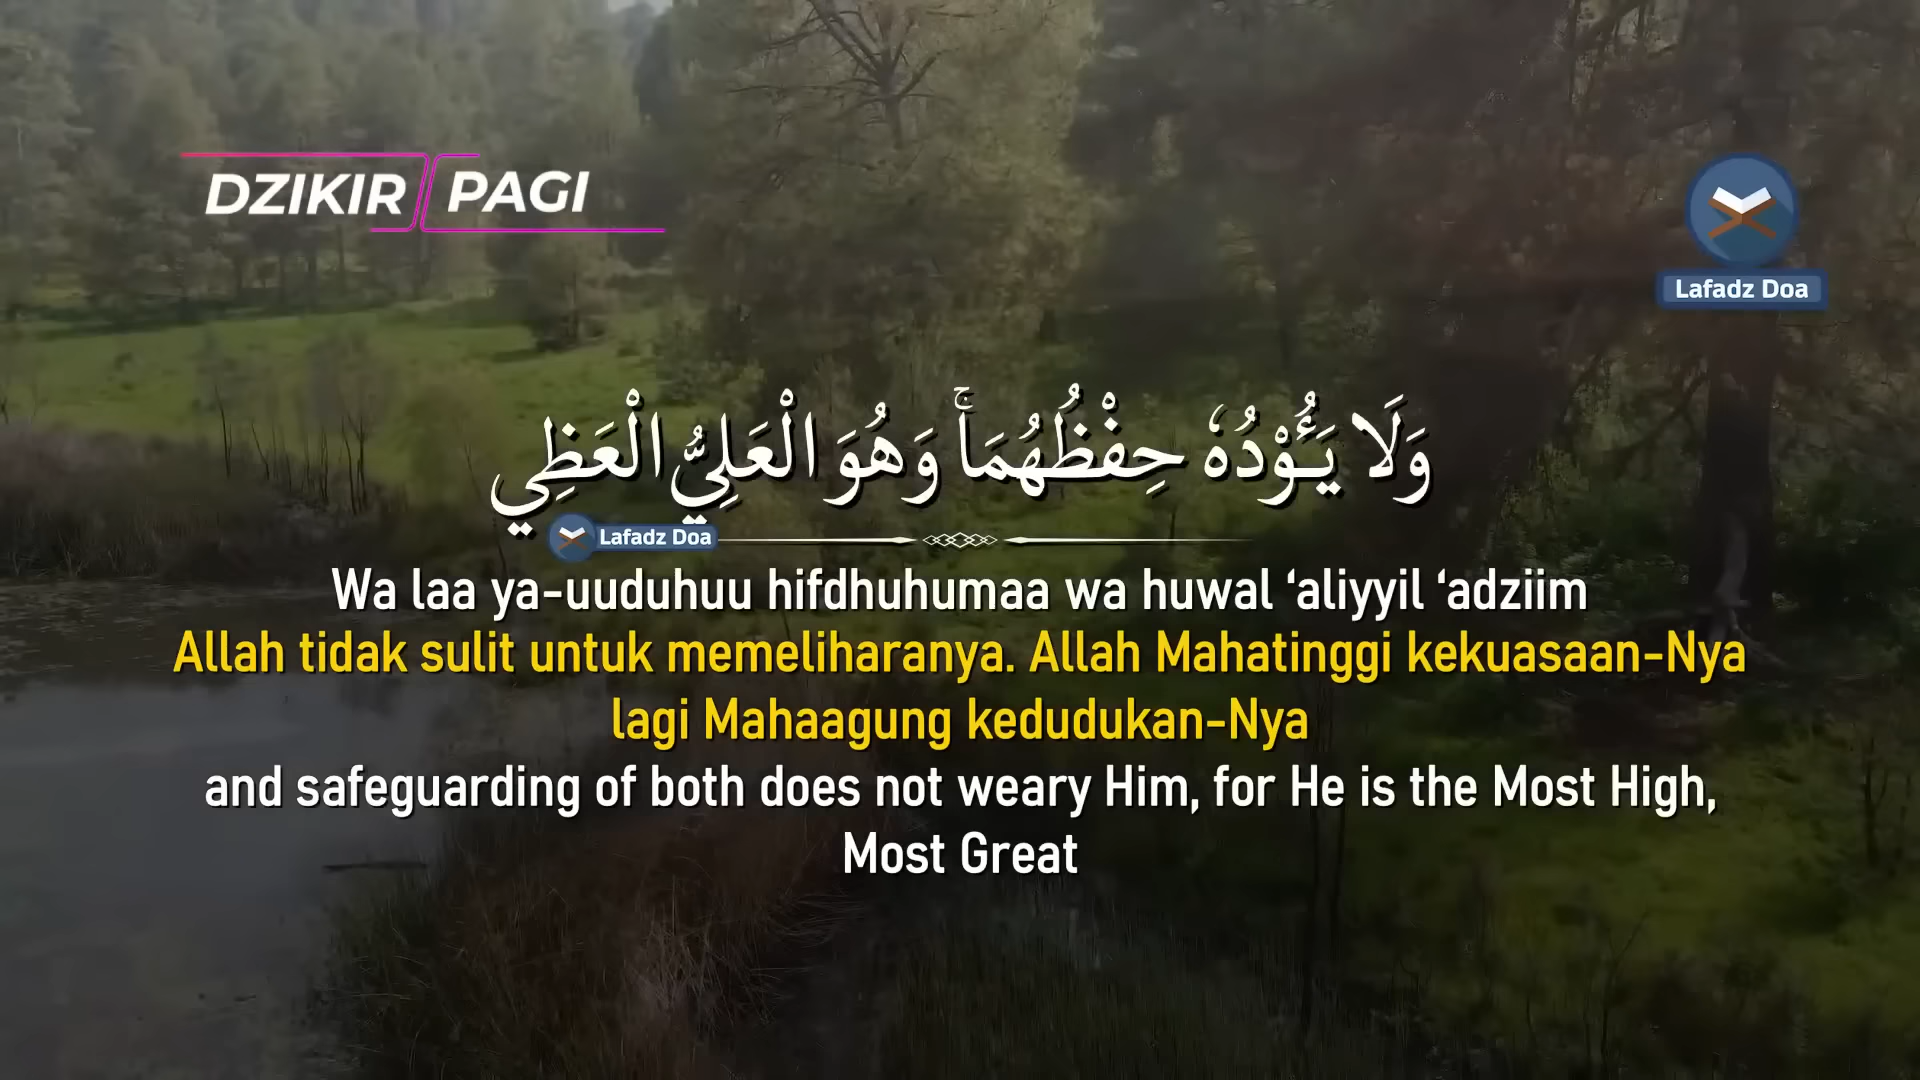 DZIKIR PAGI
Lafadz Doa
وَلَا يَـُٔوْدُهٗ حِفْظُهُمَاۚ وَهُوَ الْعَلِيُّ الْعَظِيْ
Lafadz Doa
Wa laa ya-uuduhuu hifdhuhumaa wa huwal ‘aliyyil ‘adziim
Allah tidak sulit untuk memeliharanya. Allah Mahatinggi kekuasaan-Nya
lagi Mahaagung kedudukan-Nya
and safeguarding of both does not weary Him, for He is the Most High,
Most Great